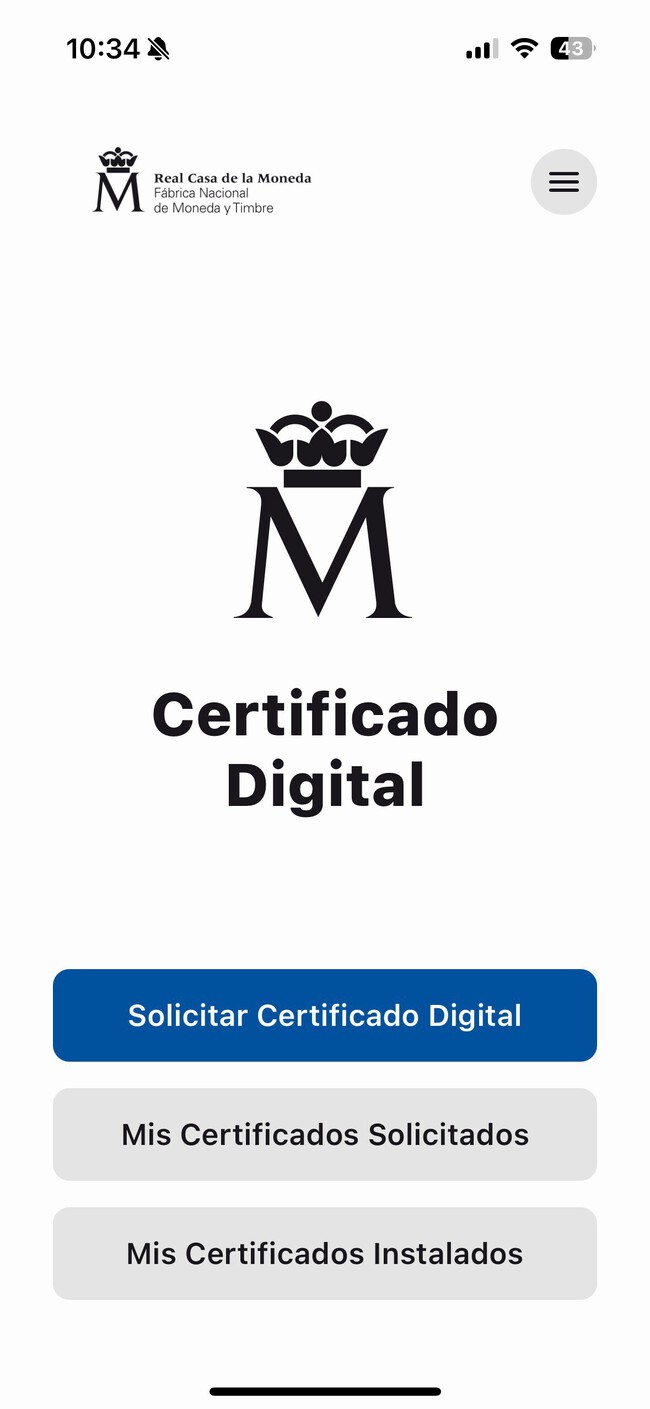 10:34
43
Real Casa de la Moneda
Fábrica Nacional
de Moneda y Timbre
M
Certificado
Digital
Solicitar Certificado Digital
Mis Certificados Solicitados
Mis Certificados Instalados